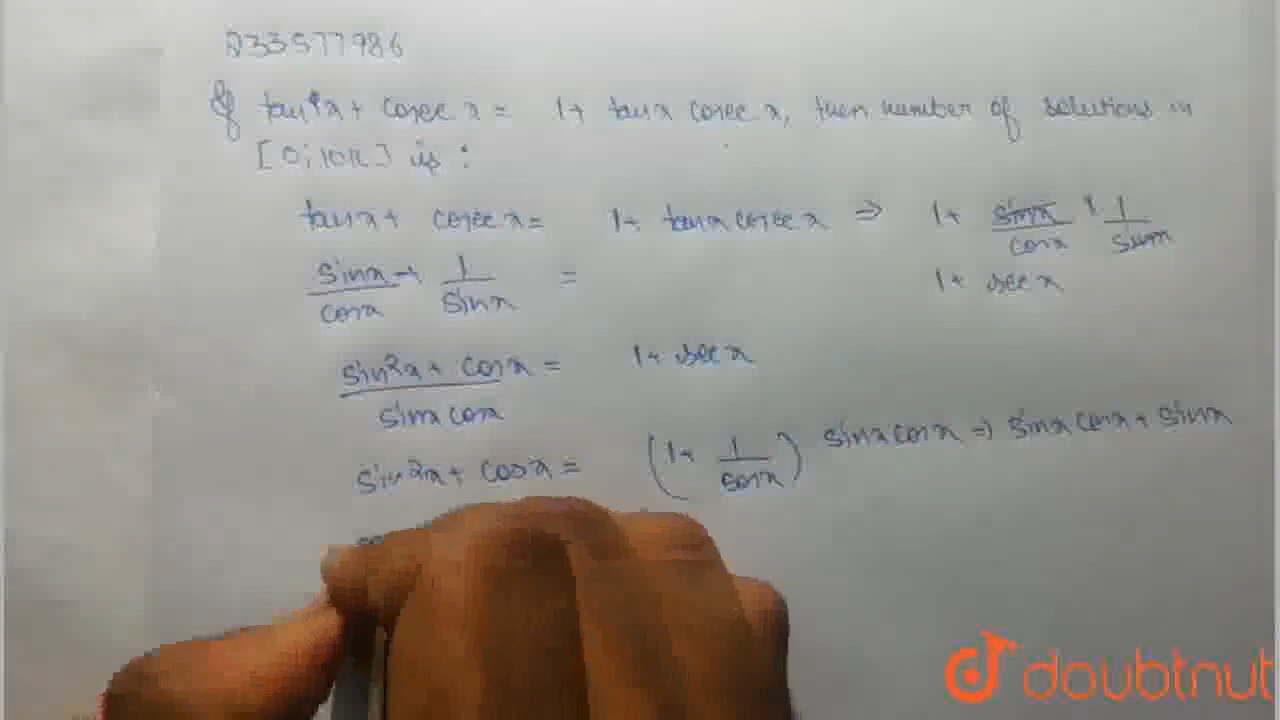 233577986
If tan x + cosec x = 1 + tan x cosec x, then number of solutions in
[0, 10π] is :
tan x + cosec x = 1 + tan x cosec x ⇒ 1 + sin x / cos x · 1 / sin x
sin x / cos x + 1 / sin x = 1 + sec x
sin²x + cos x / sin x cos x = 1 + sec x
sin²x + cos x = (1 + 1 / cos x) sin x cos x ⇒ sin x cos x + sin x
doubtnut